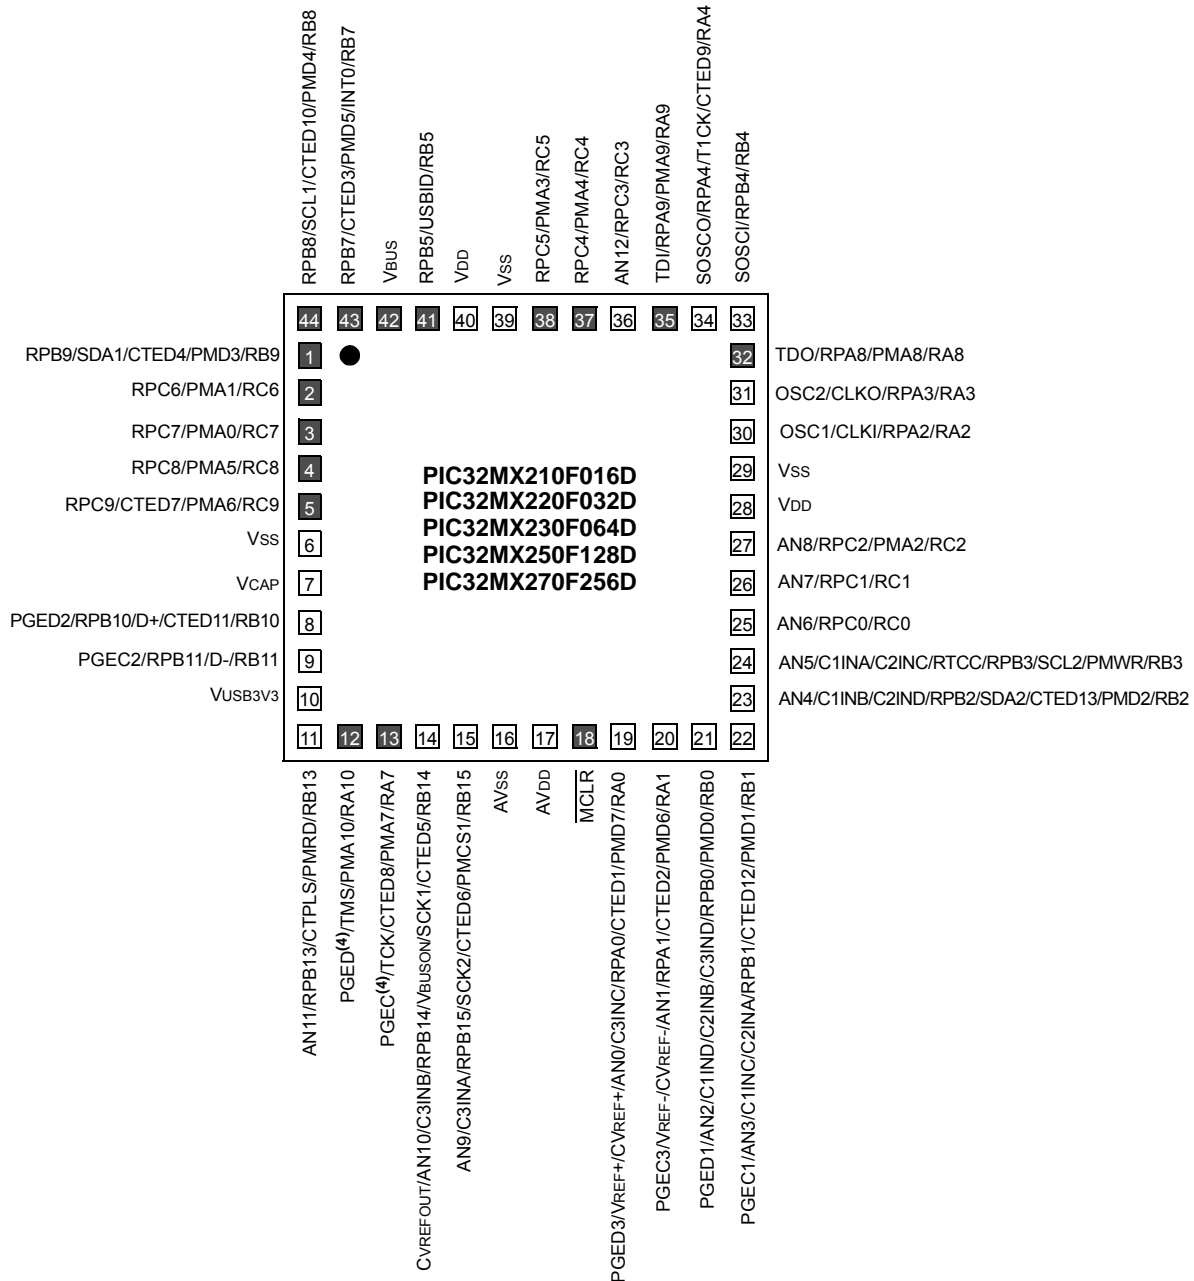 RPB8/SCL1/CTED10/PMD4/RB8
RPB7/CTED3/PMD5/INT0/RB7
VBUS
RPB5/USBID/RB5
VDD
VSS
RPC5/PMA3/RC5
RPC4/PMA4/RC4
AN12/RPC3/RC3
TDI/RPA9/PMA9/RA9
SOSCO/RPA4/T1CK/CTED9/RA4
SOSCI/RPB4/RB4
44 43 42 41 40 39 38 37 36 35 34 33
RPB9/SDA1/CTED4/PMD3/RB9 1
RPC6/PMA1/RC6 2
RPC7/PMA0/RC7 3
RPC8/PMA5/RC8 4
RPC9/CTED7/PMA6/RC9 5
VSS 6
VCAP 7
PGED2/RPB10/D+/CTED11/RB10 8
PGEC2/RPB11/D-/RB11 9
VUSB3V3 10
PIC32MX210F016D
PIC32MX220F032D
PIC32MX230F064D
PIC32MX250F128D
PIC32MX270F256D
32 TDO/RPA8/PMA8/RA8
31 OSC2/CLKO/RPA3/RA3
30 OSC1/CLKI/RPA2/RA2
29 VSS
28 VDD
27 AN8/RPC2/PMA2/RC2
26 AN7/RPC1/RC1
25 AN6/RPC0/RC0
24 AN5/C1INA/C2INC/RTCC/RPB3/SCL2/PMWR/RB3
23 AN4/C1INB/C2IND/RPB2/SDA2/CTED13/PMD2/RB2
11 12 13 14 15 16 17 18 19 20 21 22
AN11/RPB13/CTPLS/PMRD/RB13
PGED(4)/TMS/PMA10/RA10
PGEC(4)/TCK/CTED8/PMA7/RA7
CVREFOUT/AN10/C3INB/RPB14/VBUSON/SCK1/CTED5/RB14
AN9/C3INA/RPB15/SCK2/CTED6/PMCS1/RB15
AVSS
AVDD
MCLR
PGED3/VREF+/CVREF+/AN0/C3INC/RPA0/CTED1/PMD7/RA0
PGEC3/VREF-/CVREF-/AN1/RPA1/CTED2/PMD6/RA1
PGED1/AN2/C1IND/C2INB/C3IND/RPB0/PMD0/RB0
PGEC1/AN3/C1INC/C2INA/RPB1/CTED12/PMD1/RB1